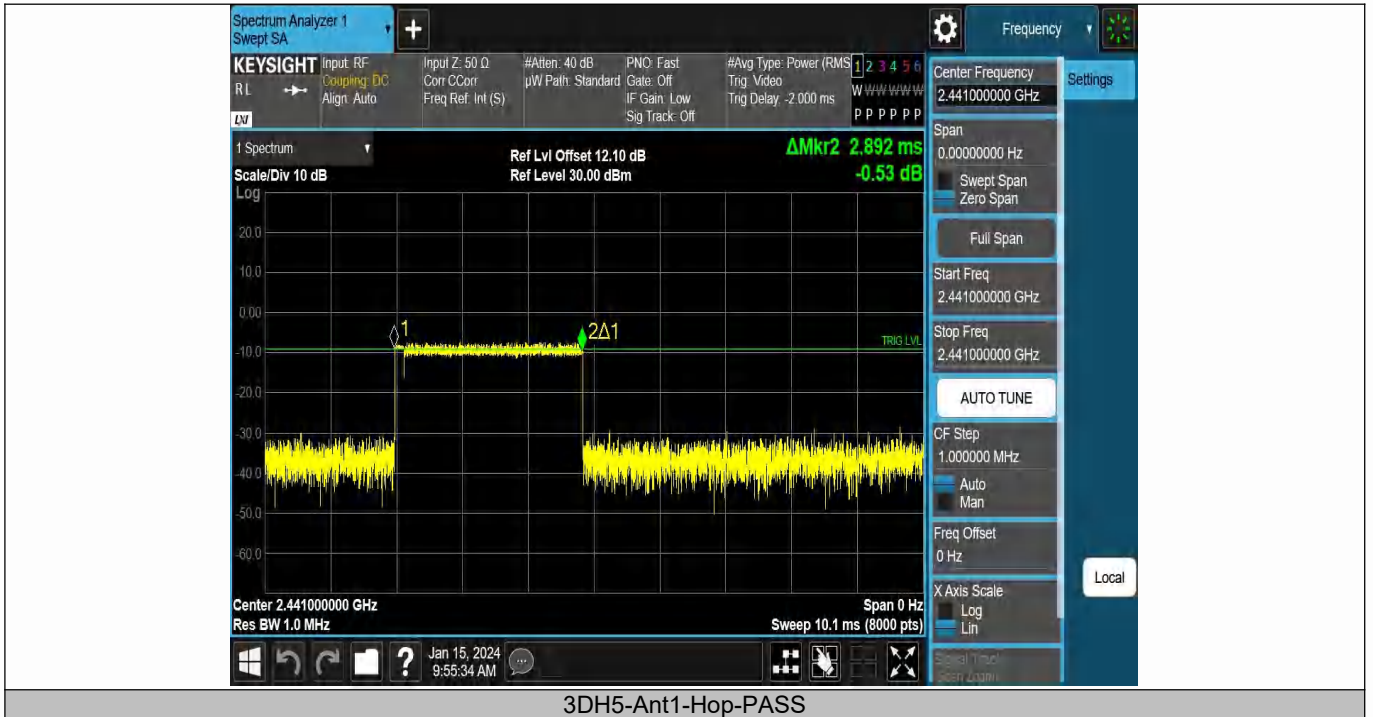 Spectrum Analyzer 1
Swept SA
+
Frequency
KEYSIGHT
R L
LXI
Input: RF
Coupling: DC
Align: Auto
Input Z: 50 Ω
Corr CCorr
Freq Ref: Int (S)
#Atten: 40 dB
µW Path: Standard
PNO: Fast
Gate: Off
IF Gain: Low
Sig Track: Off
#Avg Type: Power (RMS
Trig: Video
Trig Delay: -2.000 ms
1 2 3 4 5 6
W W W W W W
P P P P P P
Center Frequency
2.441000000 GHz
Settings
1 Spectrum
Scale/Div 10 dB
Ref Lvl Offset 12.10 dB
Ref Level 30.00 dBm
ΔMkr2 2.892 ms
-0.53 dB
Span
0.00000000 Hz
Swept Span
Zero Span
Full Span
Start Freq
2.441000000 GHz
Stop Freq
2.441000000 GHz
AUTO TUNE
CF Step
1.000000 MHz
Auto
Man
Freq Offset
0 Hz
X Axis Scale
Log
Lin
Signal Track
Local
Log
20.0
10.0
0.00
-10.0
-20.0
-30.0
-40.0
-50.0
-60.0
1
2Δ1
TRIG LVL
Center 2.441000000 GHz
Res BW 1.0 MHz
Span 0 Hz
Sweep 10.1 ms (8000 pts)
?
Jan 15, 2024
9:55:34 AM
3DH5-Ant1-Hop-PASS